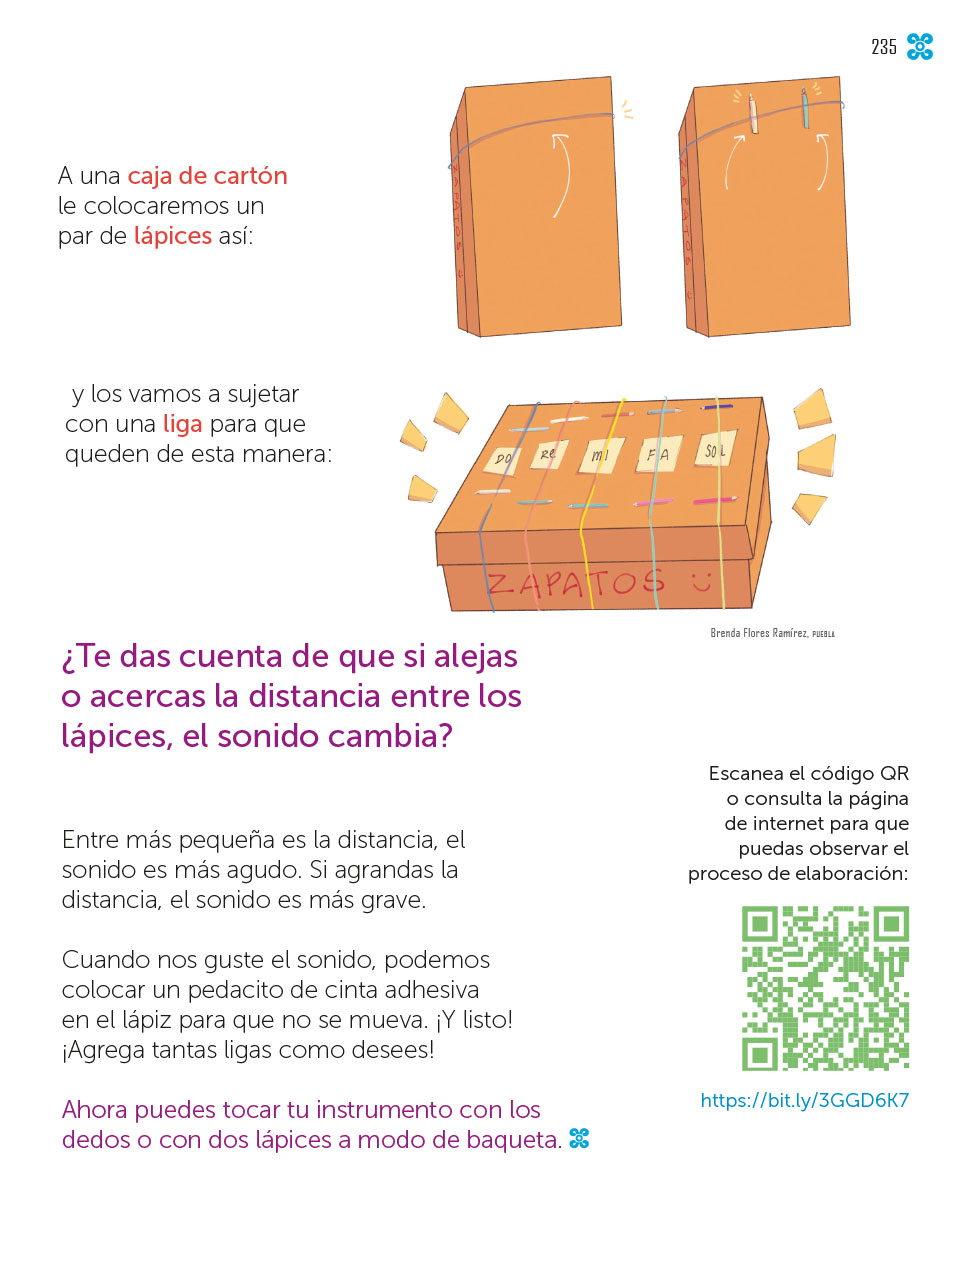 235
A una caja de cartón
le colocaremos un
par de lápices así:
ZAPATOS
ZAPATOS
y los vamos a sujetar
con una liga para que
queden de esta manera:
DO Re MI FA SOL
ZAPATOS
Brenda Flores Ramírez, PUEBLA
¿Te das cuenta de que si alejas
o acercas la distancia entre los
lápices, el sonido cambia?
Escanea el código QR
o consulta la página
de internet para que
puedas observar el
proceso de elaboración:
https://bit.ly/3GGD6K7
Entre más pequeña es la distancia, el
sonido es más agudo. Si agrandas la
distancia, el sonido es más grave.
Cuando nos guste el sonido, podemos
colocar un pedacito de cinta adhesiva
en el lápiz para que no se mueva. ¡Y listo!
¡Agrega tantas ligas como desees!
Ahora puedes tocar tu instrumento con los
dedos o con dos lápices a modo de baqueta.